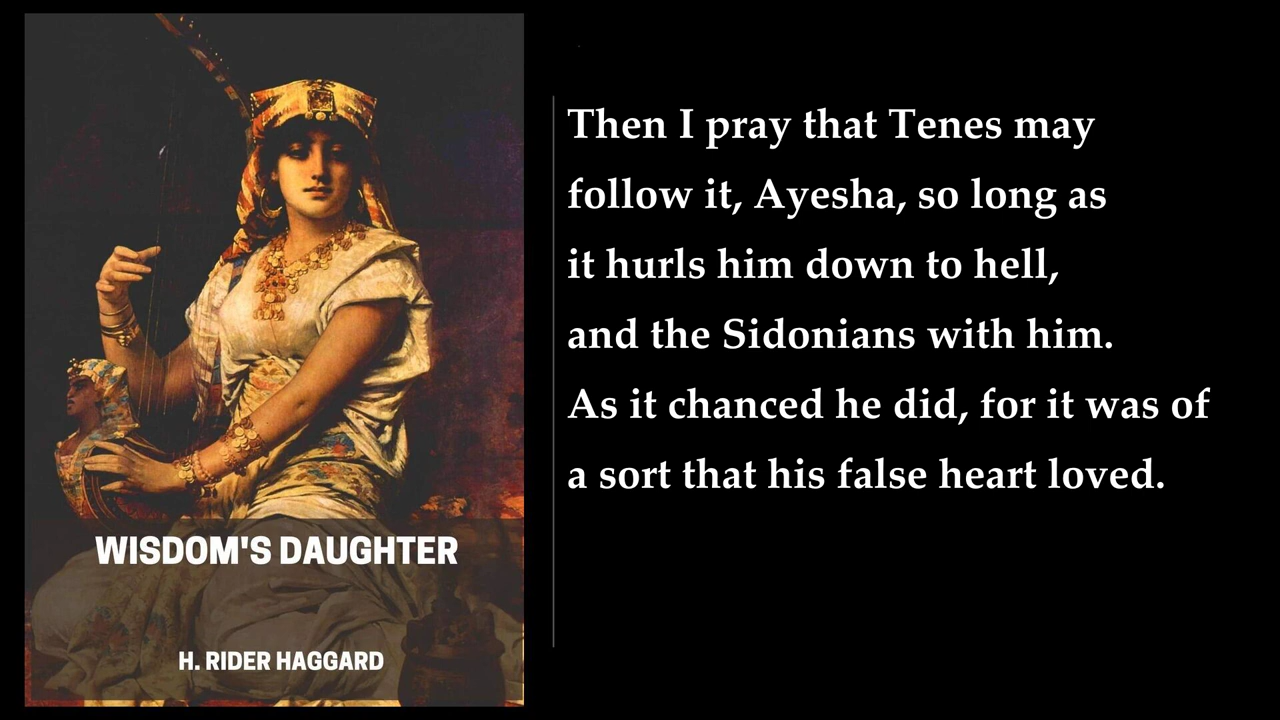 WISDOM'S DAUGHTER
H. RIDER HAGGARD
Then I pray that Tenes may
follow it, Ayesha, so long as
it hurls him down to hell,
and the Sidonians with him.
As it chanced he did, for it was of
a sort that his false heart loved.